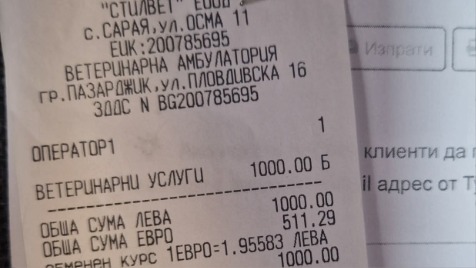 "СТИЛВЕТ" ЕООД
с.САРАЯ,УЛ.ОСМА 11
ЕИК:200785695
ВЕТЕРИНАРНА АМБУЛАТОРИЯ
гр.ПАЗАРДЖИК,УЛ.ПЛОВДИВСКА 16
ЗДДС N BG200785695
1
ОПЕРАТОР1
ВЕТЕРИНАРНИ УСЛУГИ 1000.00 Б
ОБЩА СУМА ЛЕВА 1000.00
ОБЩА СУМА ЕВРО 511.29
ОБМЕНЕН КУРС 1ЕВРО=1.95583 ЛЕВА
1000.00
Изпрати
клиенти да
il адрес от